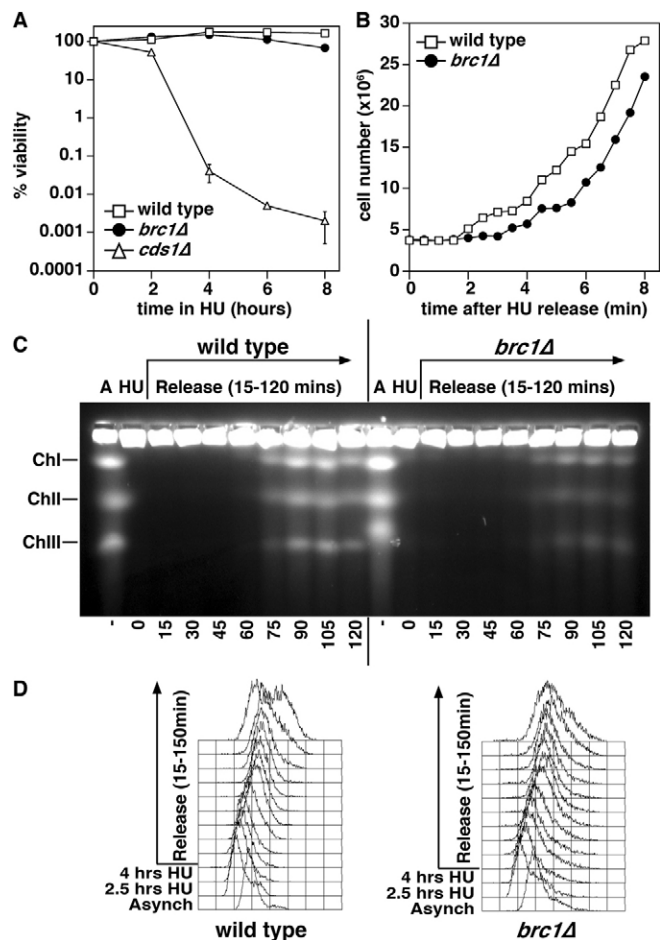 A
100
10
1
0.1
0.01
0.001
0.0001
% viability
wild type
brc1Δ
cds1Δ
0 2 4 6 8
time in HU (hours)
B
30
25
20
15
10
5
0
cell number (x10⁶)
wild type
brc1Δ
0 2 4 6 8
time after HU release (min)
C
wild type
brc1Δ
A HU Release (15-120 mins) A HU Release (15-120 mins)
ChI
ChII
ChIII
- 0 15 30 45 60 75 90 105 120 - 0 15 30 45 60 75 90 105 120
D
Release (15-150min)
4 hrs HU
2.5 hrs HU
Asynch
wild type
Release (15-150min)
4 hrs HU
2.5 hrs HU
Asynch
brc1Δ